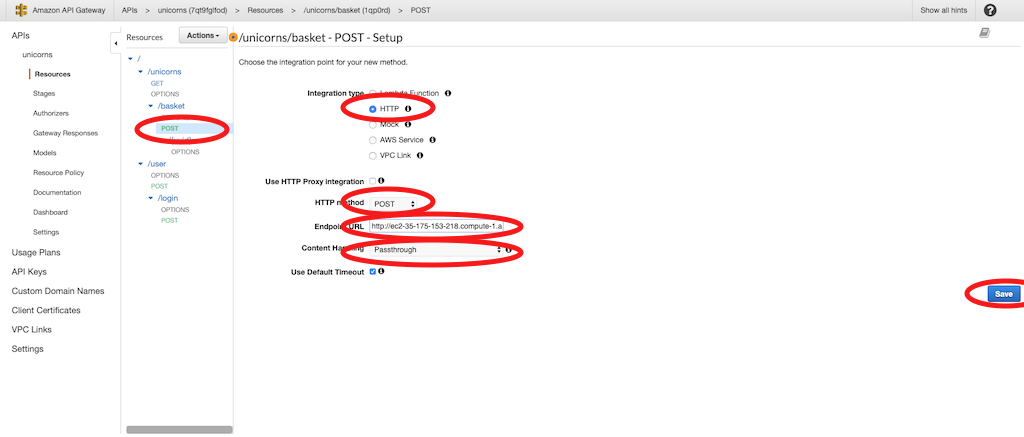 Amazon API Gateway APIs > unicorns (7qt9fglfod) > Resources > /unicorns/basket (1qp0rd) > POST Show all hints ?
APIs
unicorns
Resources
Stages
Authorizers
Gateway Responses
Models
Resource Policy
Documentation
Dashboard
Settings
Usage Plans
API Keys
Custom Domain Names
Client Certificates
VPC Links
Settings
Resources Actions
/
/unicorns
GET
OPTIONS
/basket
POST
OPTIONS
/user
OPTIONS
POST
/login
OPTIONS
POST
/unicorns/basket - POST - Setup
Choose the integration point for your new method.
Integration type Lambda Function
HTTP
Mock
AWS Service
VPC Link
Use HTTP Proxy integration
HTTP method POST
Endpoint URL http://ec2-35-175-153-218.compute-1.a
Content Handling Passthrough
Use Default Timeout
Save